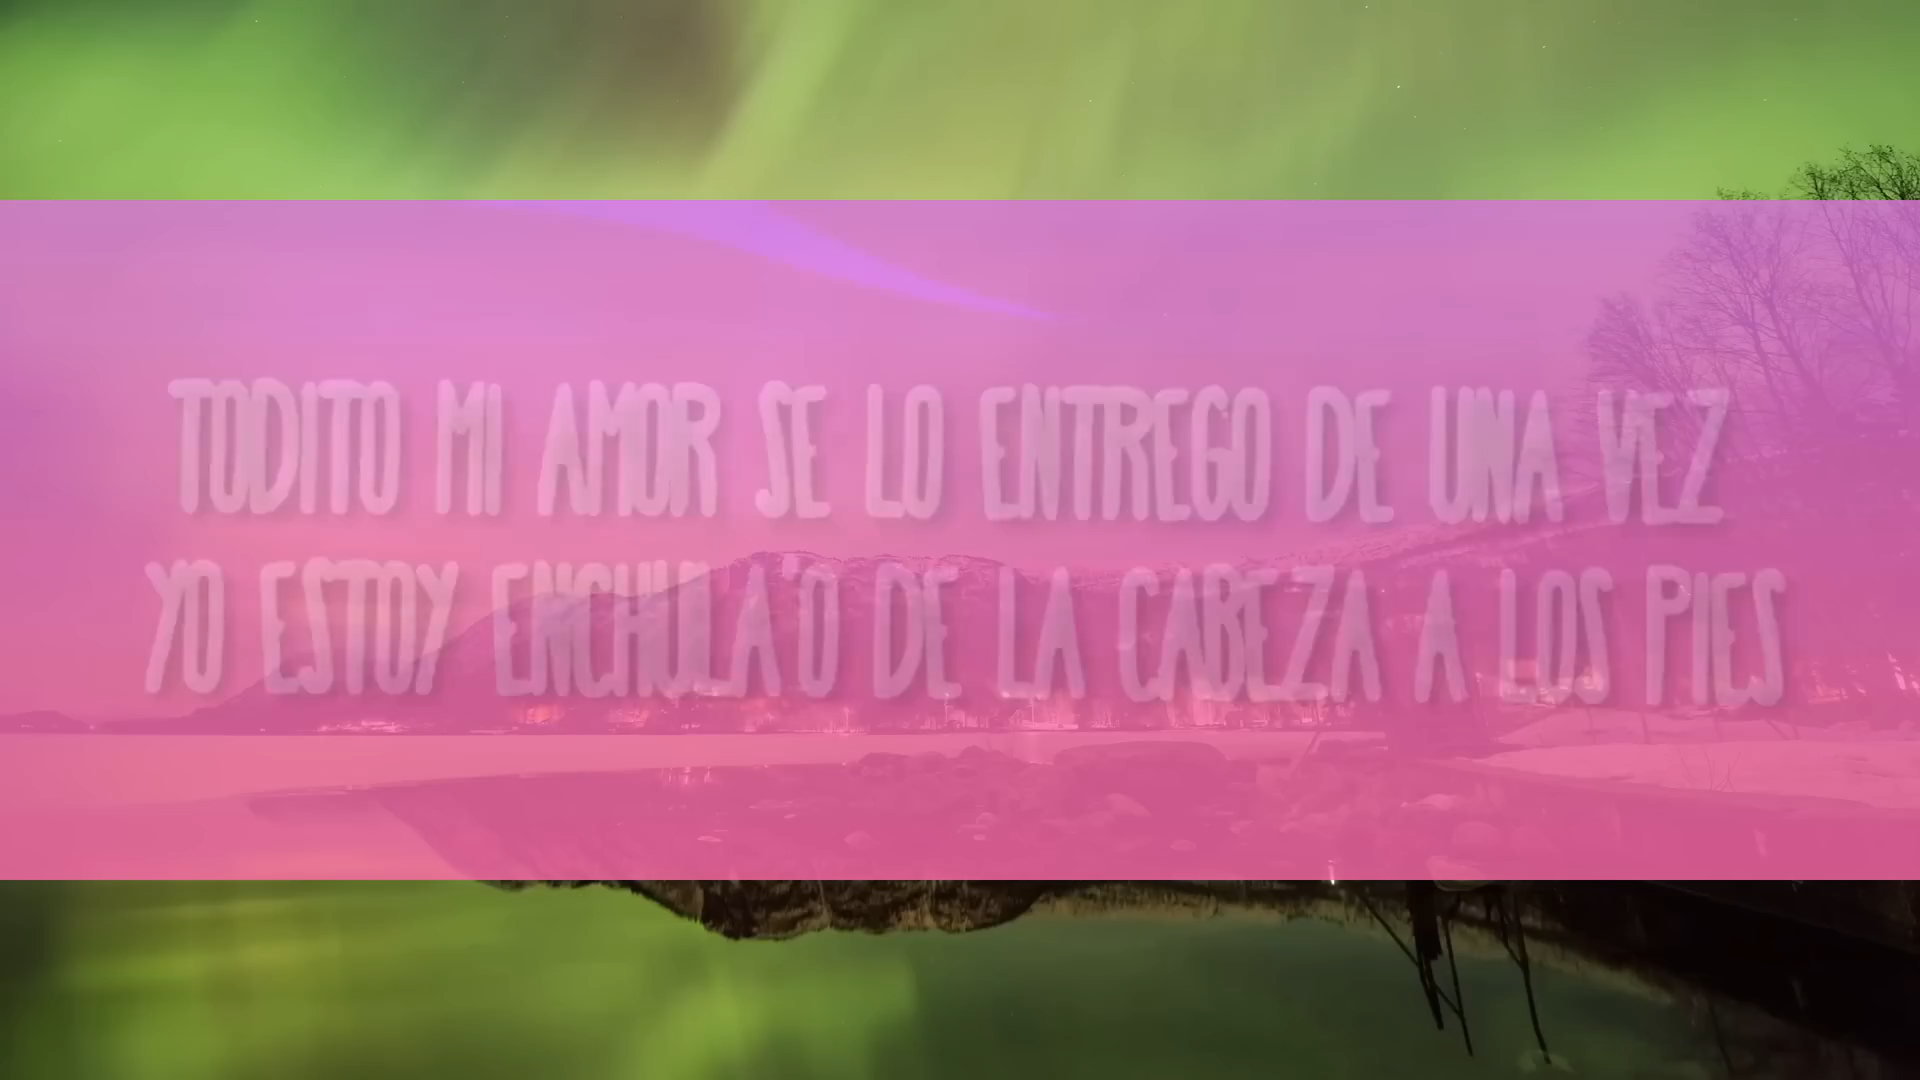 TODITO MI AMOR SE LO ENTREGO DE UNA VEZ
YO ESTOY ENCHULA'O DE LA CABEZA A LOS PIES